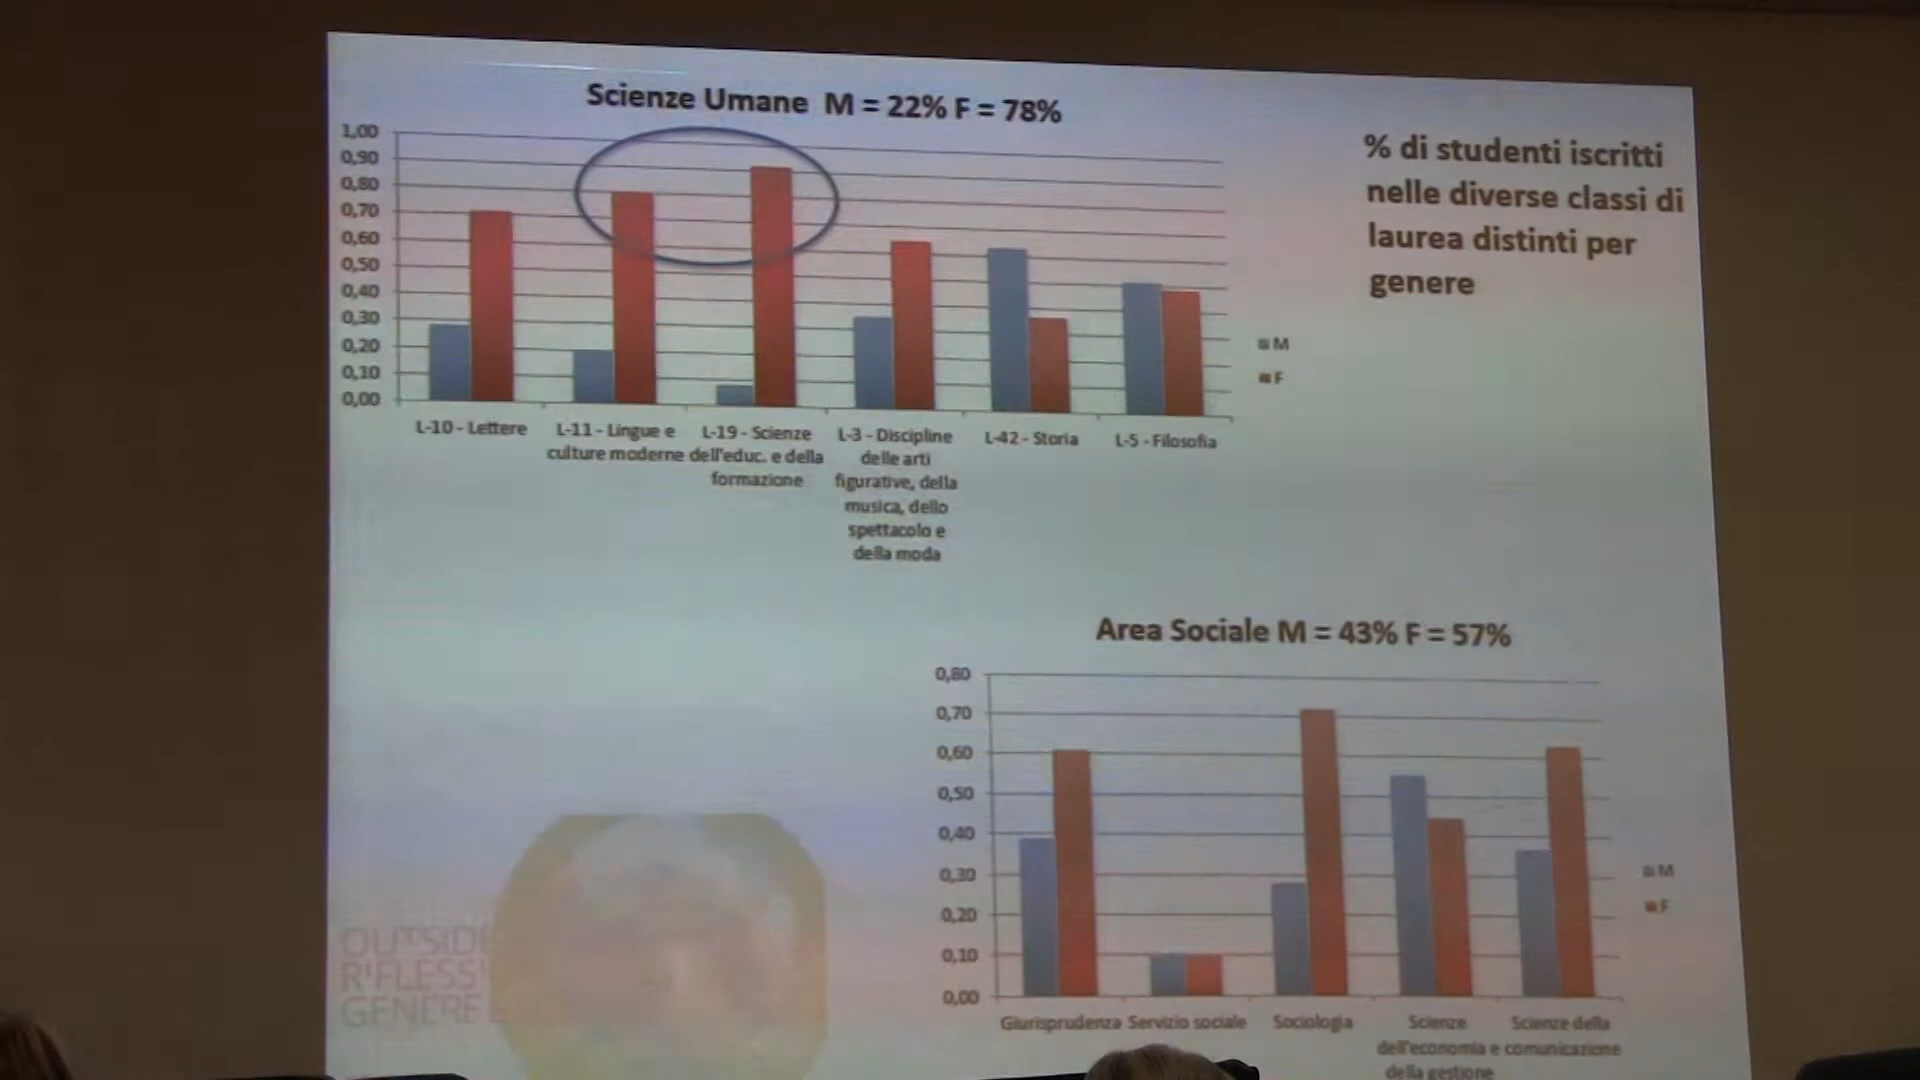 Scienze Umane M = 22% F = 78%
1,00
0,90
0,80
0,70
0,60
0,50
0,40
0,30
0,20
0,10
0,00
L-10 - Lettere
L-11 - Lingue e
culture moderne
L-19 - Scienze
dell'educ. e della
formazione
L-3 - Discipline
delle arti
figurative, della
musica, dello
spettacolo e
della moda
L-42 - Storia
L-5 - Filosofia
M
F
% di studenti iscritti
nelle diverse classi di
laurea distinti per
genere
Area Sociale M = 43% F = 57%
0,80
0,70
0,60
0,50
0,40
0,30
0,20
0,10
0,00
Giurisprudenza
Servizio sociale
Sociologia
Scienze
dell'economia e
della gestione
Scienze della
comunicazione
M
F
GENERE